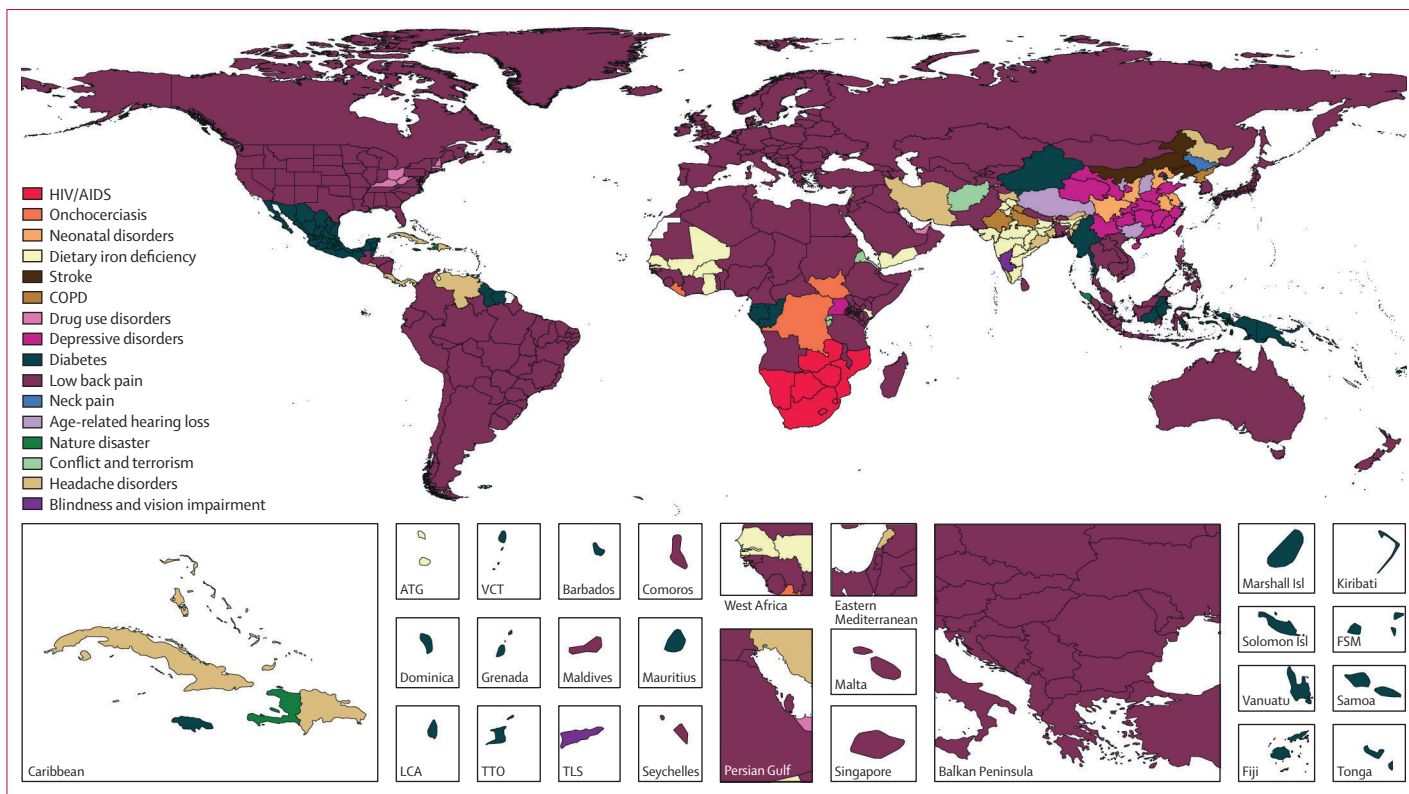 HIV/AIDS
Onchocerciasis
Neonatal disorders
Dietary iron deficiency
Stroke
COPD
Drug use disorders
Depressive disorders
Diabetes
Low back pain
Neck pain
Age-related hearing loss
Nature disaster
Conflict and terrorism
Headache disorders
Blindness and vision impairment
Caribbean
ATG
VCT
Barbados
Comoros
West Africa
Eastern
Mediterranean
Marshall Isl
Kiribati
Dominica
Grenada
Maldives
Mauritius
Malta
Solomon Isl
FSM
Vanuatu
Samoa
LCA
TTO
TLS
Seychelles
Persian Gulf
Singapore
Balkan Peninsula
Fiji
Tonga